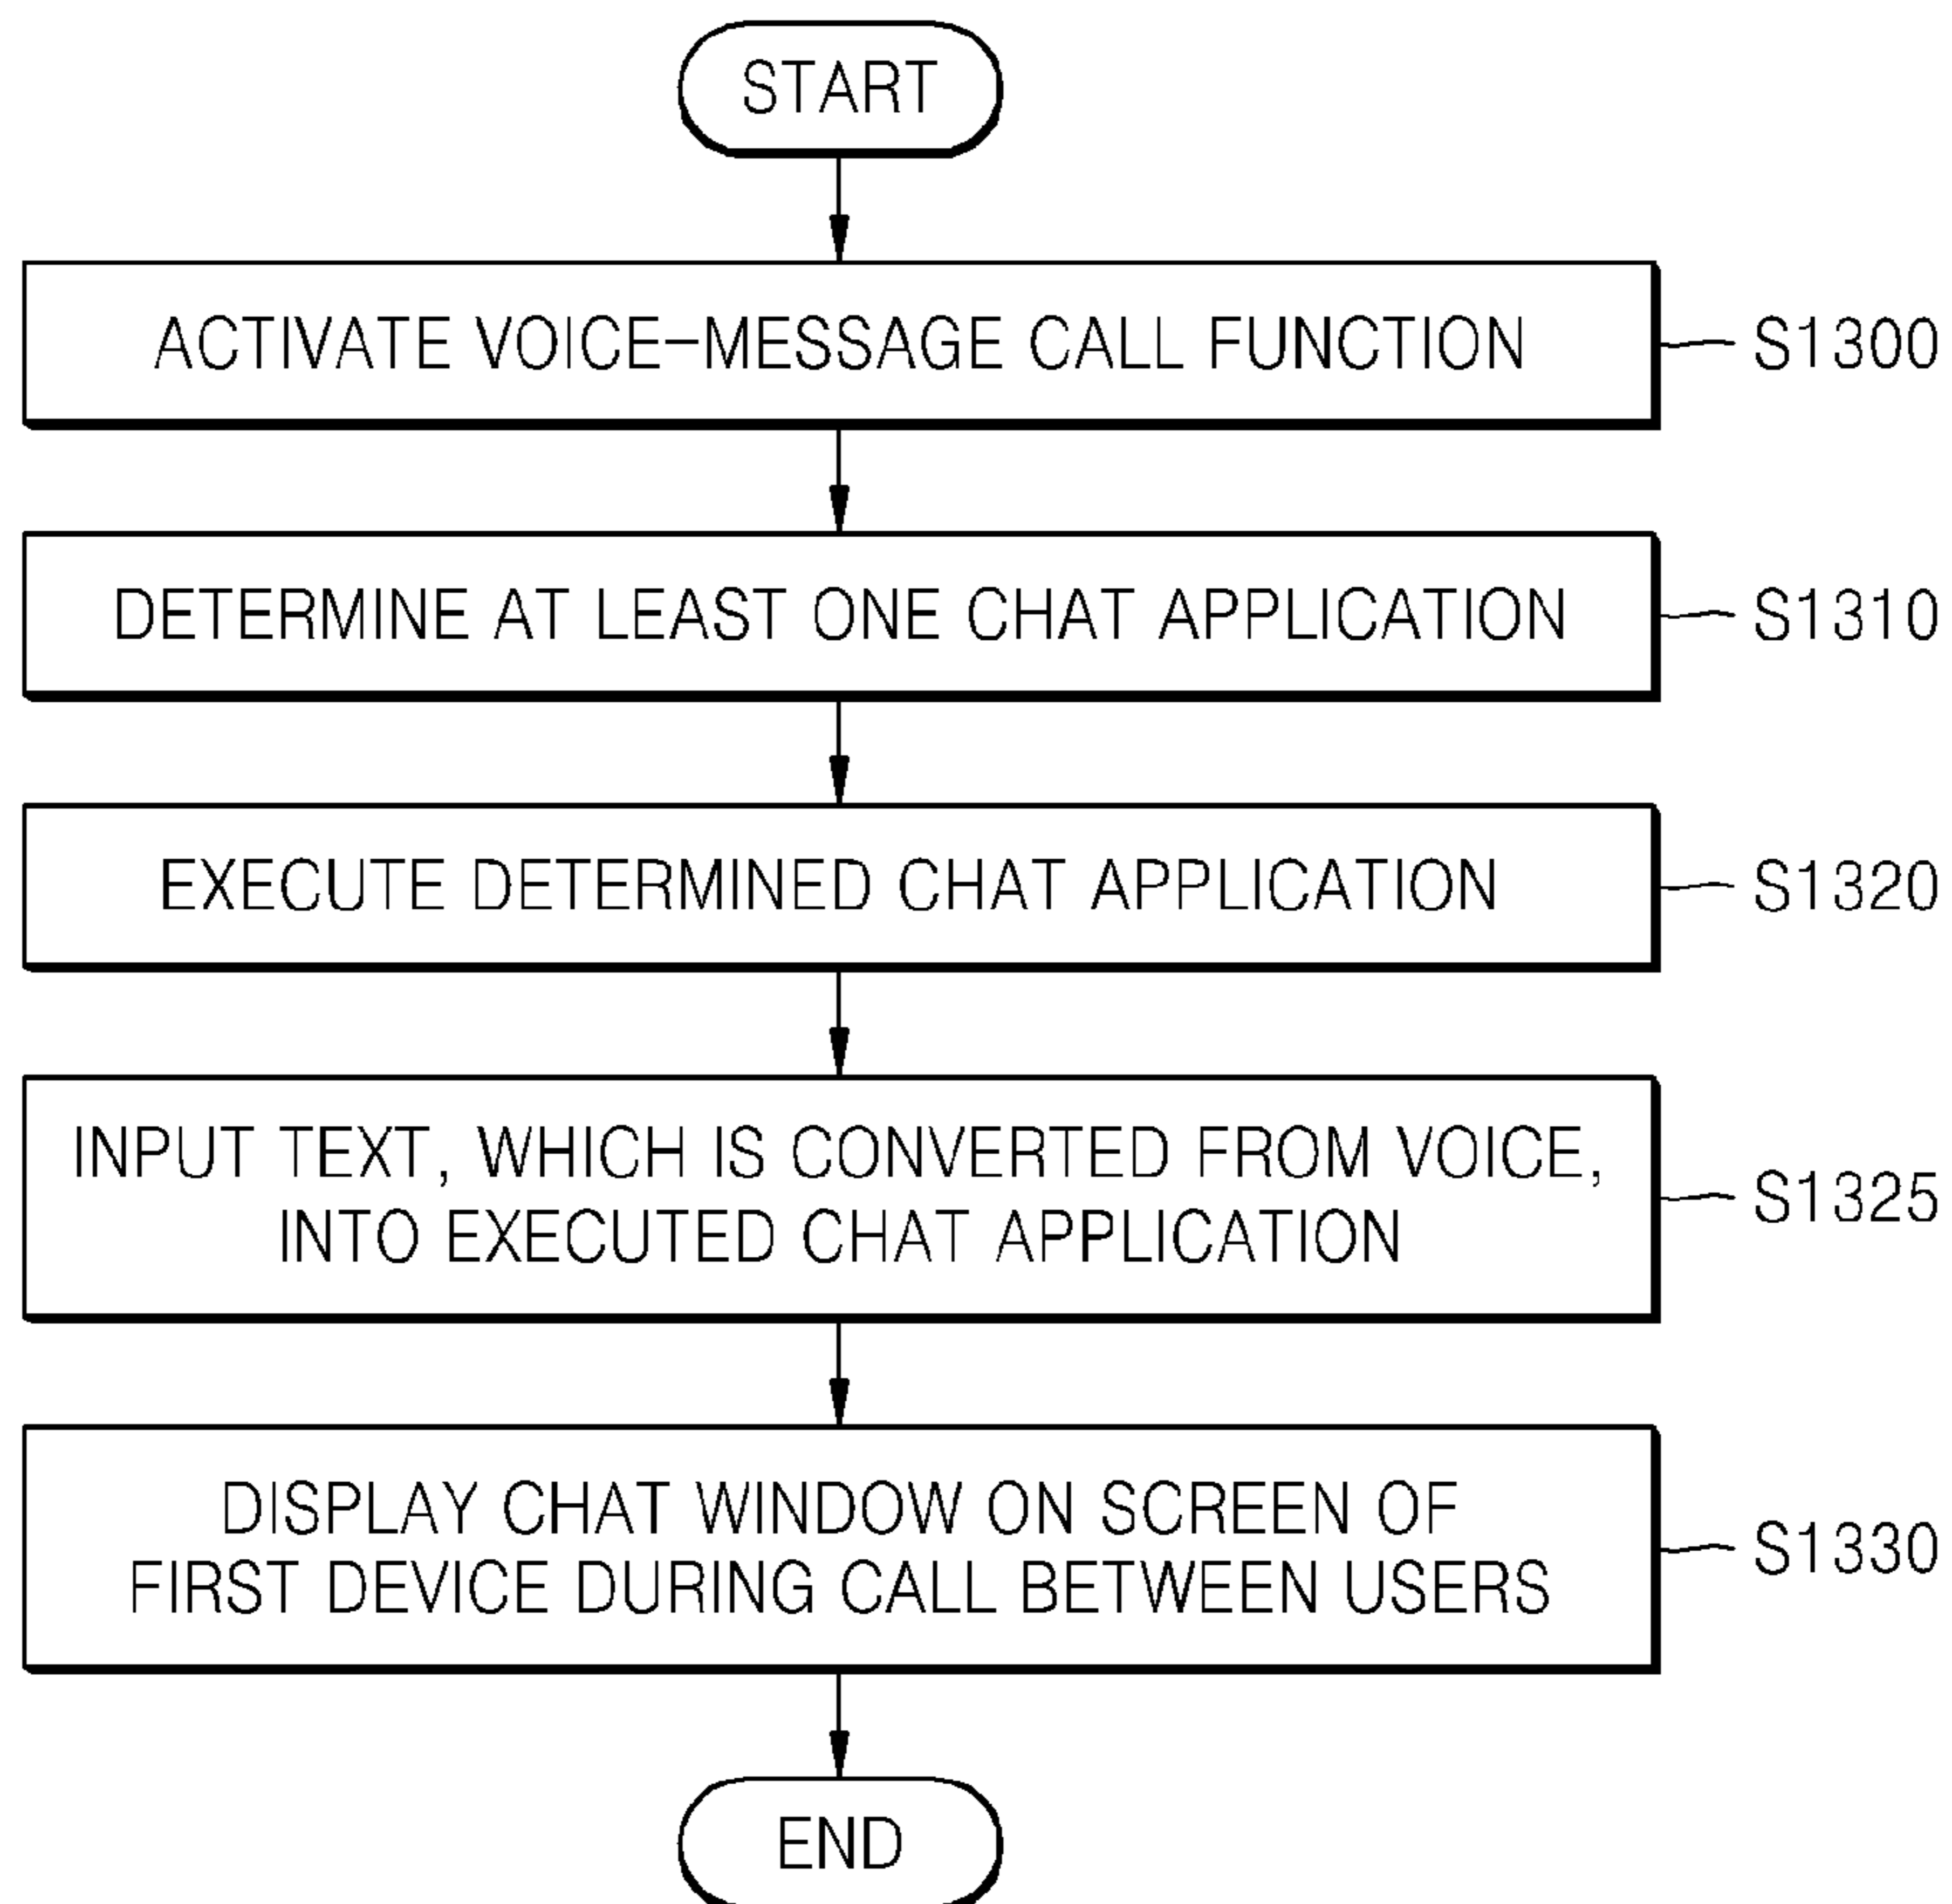 START
ACTIVATE VOICE-MESSAGE CALL FUNCTION
S1300
DETERMINE AT LEAST ONE CHAT APPLICATION
S1310
EXECUTE DETERMINED CHAT APPLICATION
S1320
INPUT TEXT, WHICH IS CONVERTED FROM VOICE,
INTO EXECUTED CHAT APPLICATION
S1325
DISPLAY CHAT WINDOW ON SCREEN OF
FIRST DEVICE DURING CALL BETWEEN USERS
S1330
END